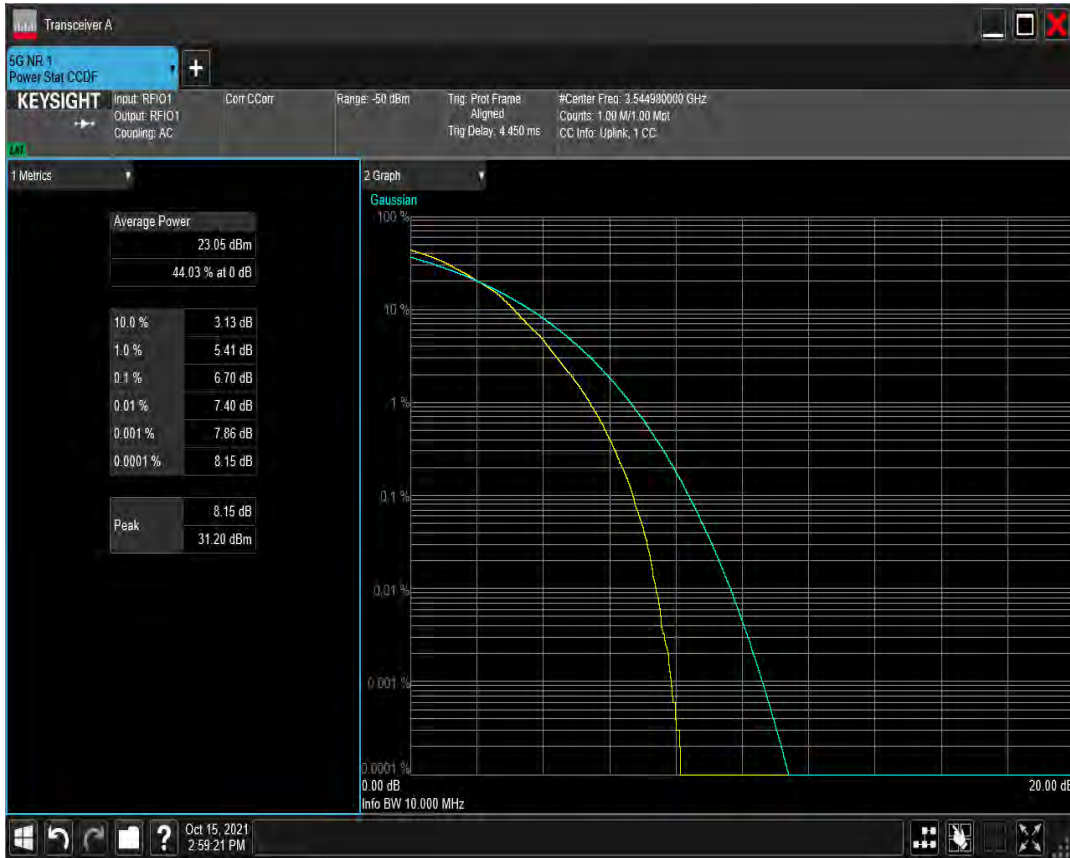 Transceiver A
5G NR 1
Power Stat CCDF
+
KEYSIGHT
Input: RFIO1
Output: RFIO1
Coupling: AC
Corr CCorr
Range: -50 dBm
Trig: Prot Frame
Aligned
Trig Delay: 4.450 ms
#Center Freq: 3.544980000 GHz
Counts: 1.00 M/1.00 Mpt
CC Info: Uplink, 1 CC
1 Metrics
Average Power
23.05 dBm
44.03 % at 0 dB
10.0 % 3.13 dB
1.0 % 5.41 dB
0.1 % 6.70 dB
0.01 % 7.40 dB
0.001 % 7.86 dB
0.0001 % 8.15 dB
Peak
8.15 dB
31.20 dBm
2 Graph
Gaussian
100 %
10 %
1 %
0.1 %
0.01 %
0.001 %
0.0001 %
0.00 dB
20.00 dB
Info BW 10.000 MHz
?
Oct 15, 2021
2:59:21 PM